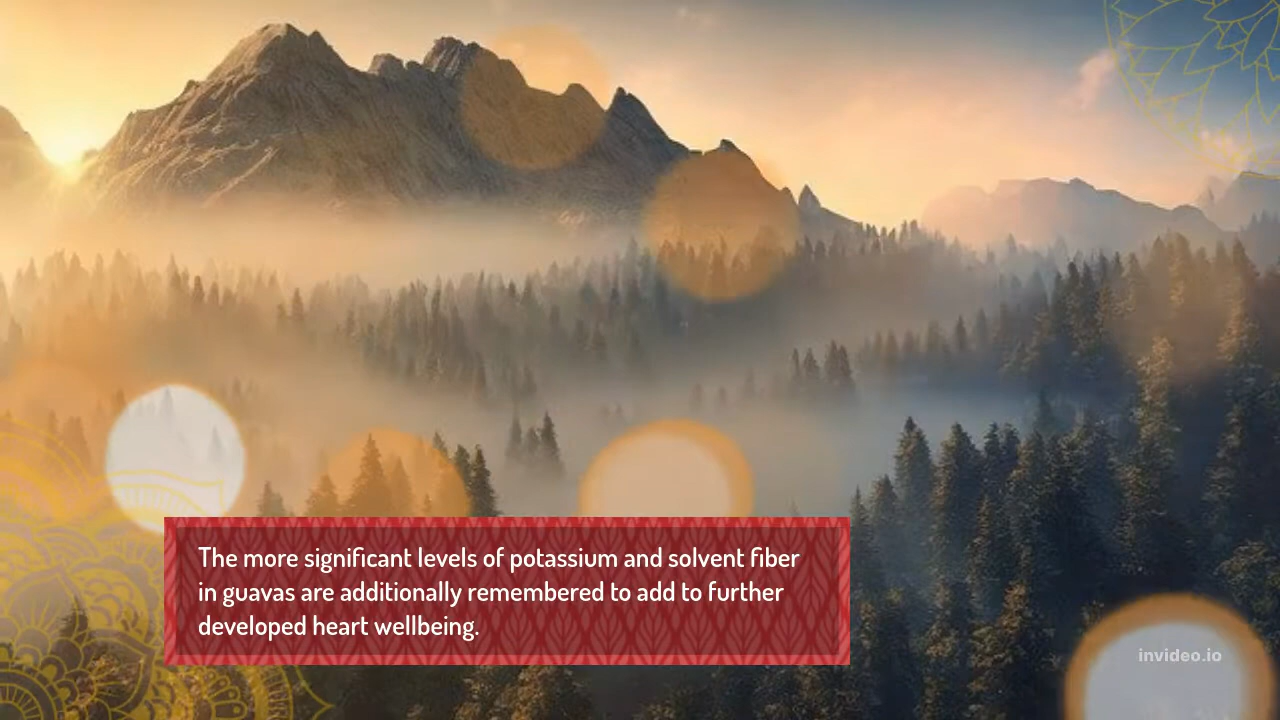 The more significant levels of potassium and solvent fiber
in guavas are additionally remembered to add to further
developed heart wellbeing.
invideo.io